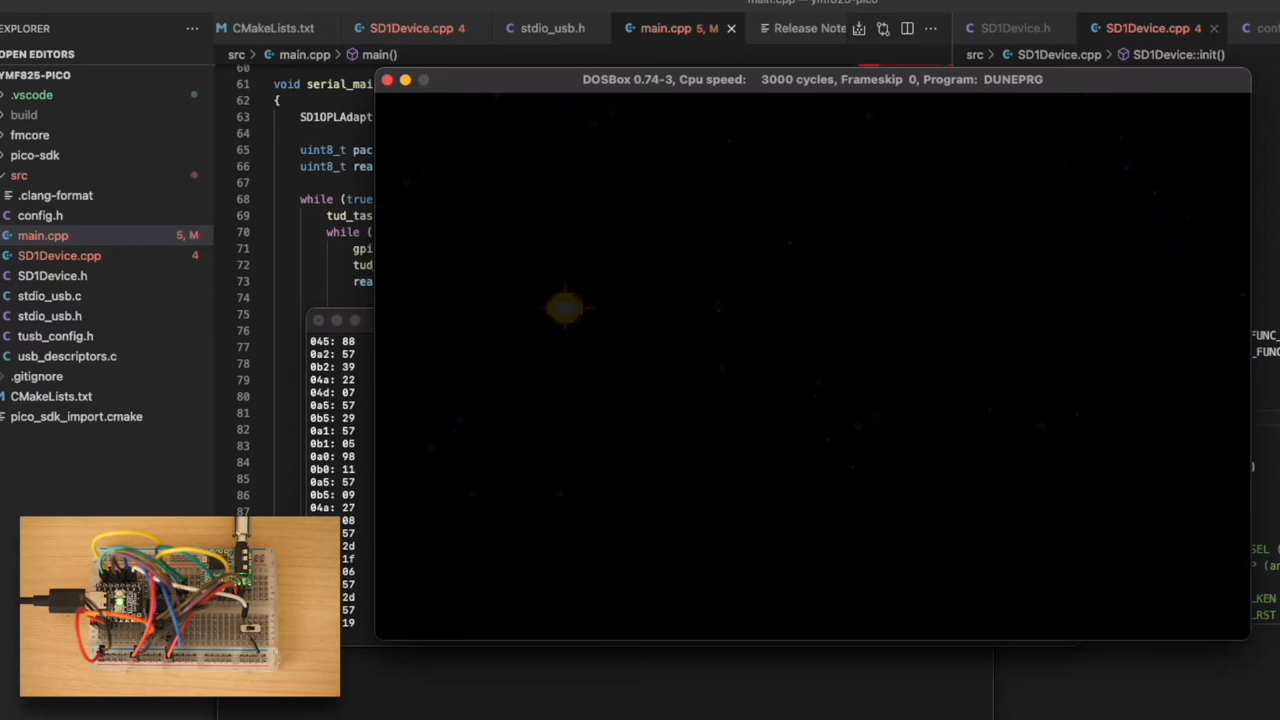 main.cpp — ymf825-pico
EXPLORER
OPEN EDITORS
YMF825-PICO
.vscode
build
fmcore
pico-sdk
src
.clang-format
config.h
main.cpp 5, M
SD1Device.cpp 4
SD1Device.h
stdio_usb.c
stdio_usb.h
tusb_config.h
usb_descriptors.c
.gitignore
CMakeLists.txt
pico_sdk_import.cmake
CMakeLists.txt
SD1Device.cpp 4
stdio_usb.h
main.cpp 5, M
Release Note
SD1Device.h
SD1Device.cpp 4
src > main.cpp > main()
src > SD1Device.cpp > SD1Device::init()
60
61 void serial_mai
62 {
63 SD1OPLAdapt
64
65 uint8_t pac
66 uint8_t rea
67
68 while (true
69 tud_tas
70 while (
71 gpi
72 tud_
73 rea
74
75
76
77
78
79
80
81
82
83
84
85
86
87
DOSBox 0.74-3, Cpu speed: 3000 cycles, Frameskip 0, Program: DUNEPRG
045: 88
0a2: 57
0b2: 39
04a: 22
04d: 07
0a5: 57
0b5: 29
0a1: 57
0b1: 05
0a0: 98
0b0: 11
0a5: 57
0b5: 09
04a: 27
08
57
2d
1f
06
57
2d
57
19
FUNC_
_FUNC
SEL (
P (ar
LKEN
LRST